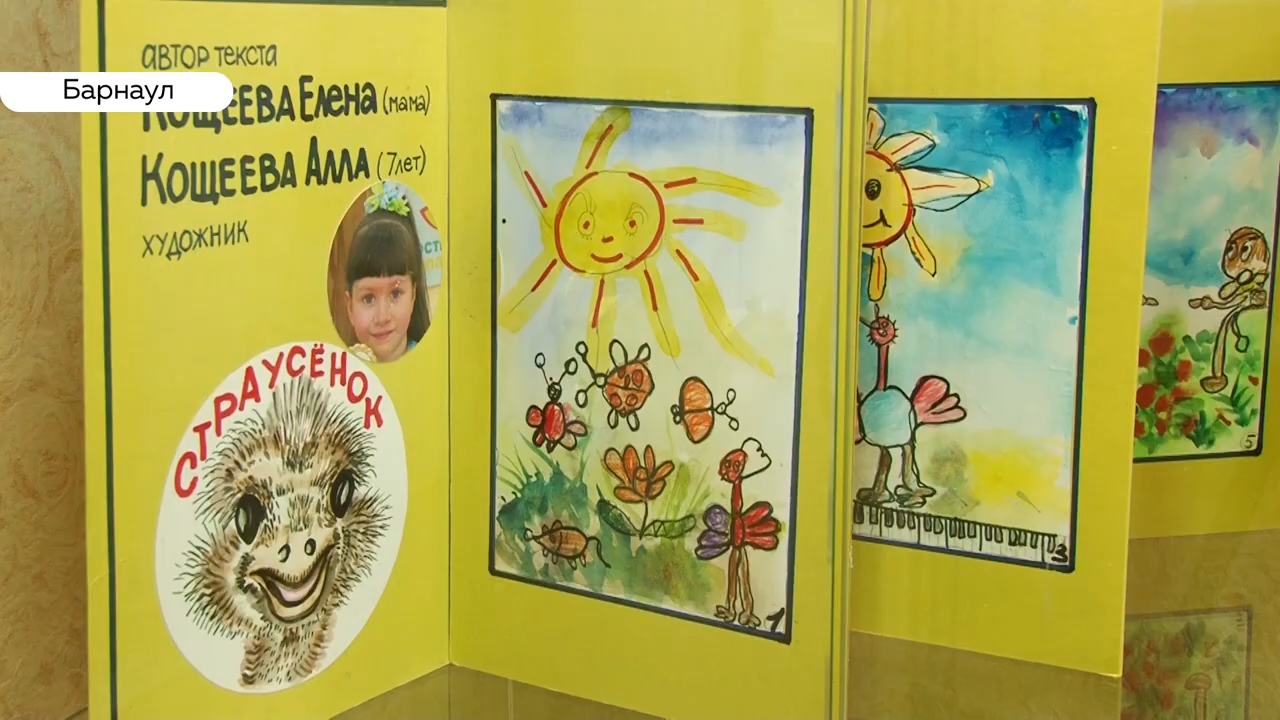 автор текста
Барнаул
Кощеева Елена (мама)
Кощеева Алла (7лет)
художник
СТРАУСЁНОК
1
3
5